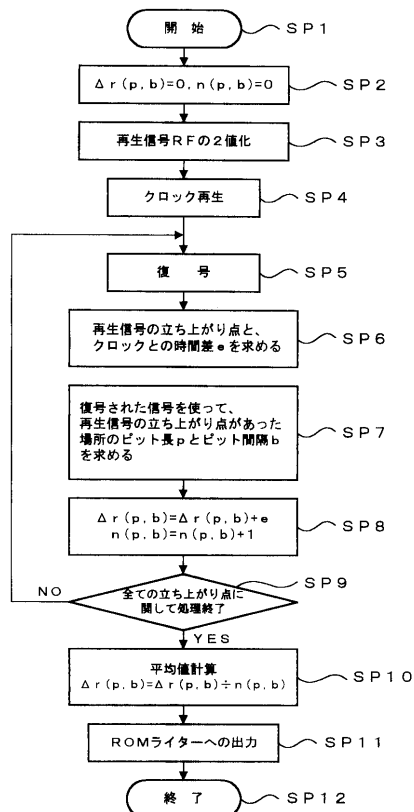 開 始
SP1
Δr(p,b)=0,n(p,b)=0
SP2
再生信号RFの2値化
SP3
クロック再生
SP4
復 号
SP5
再生信号の立ち上がり点と、
クロックとの時間差eを求める
SP6
復号された信号を使って、
再生信号の立ち上がり点があった
場所のピット長pとピット間隔b
を求める
SP7
Δr(p,b)=Δr(p,b)+e
n(p,b)=n(p,b)+1
SP8
SP9
NO
全ての立ち上がり点に
関して処理終了
YES
平均値計算
Δr(p,b)=Δr(p,b)÷n(p,b)
SP10
ROMライターへの出力
SP11
終 了
SP12